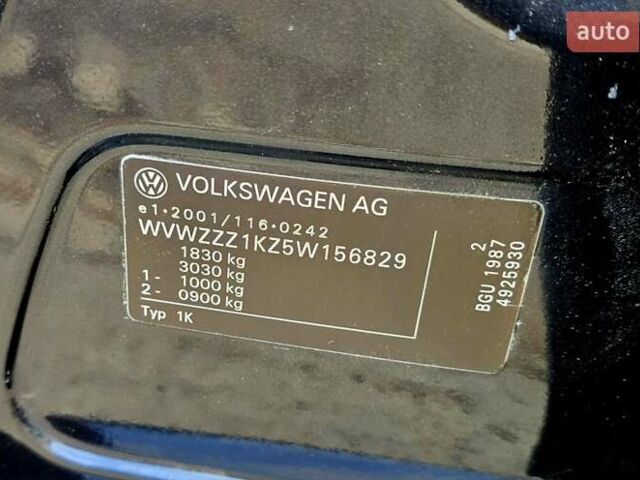 auto
VOLKSWAGEN AG
e1*2001/116*0242
WVWZZZ1KZ5W156829
1830 kg
3030 kg
1- 1000 kg
2- 0900 kg
Typ 1K
2
BGU 1987
4925930